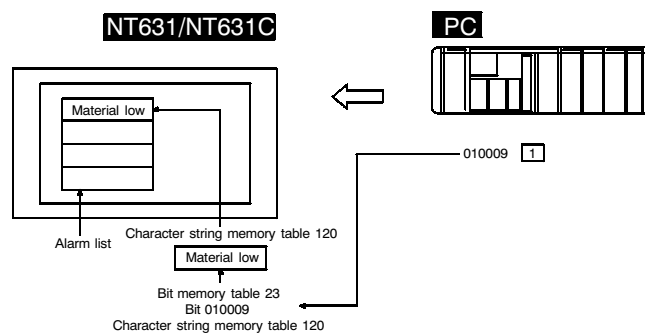 NT631/NT631C
PC
Material low
010009 1
Alarm list
Character string memory table 120
Material low
Bit memory table 23
Bit 010009
Character string memory table 120